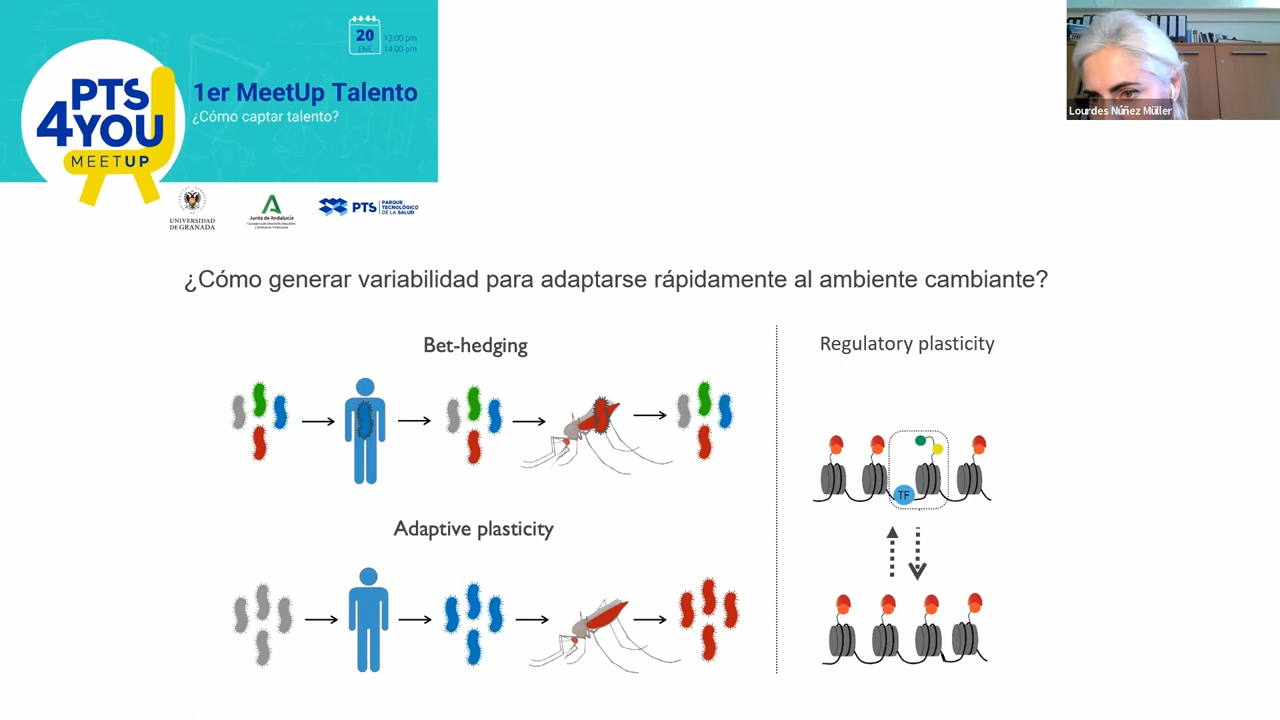 20
ENE
13:00 pm
14:00 pm
PTS
4YOU
MEETUP
1er MeetUp Talento
¿Cómo captar talento?
UNIVERSIDAD
DE GRANADA
Junta de Andalucía
PTS
PARQUE
TECNOLÓGICO
DE LA SALUD
Lourdes Núñez Müller
¿Cómo generar variabilidad para adaptarse rápidamente al ambiente cambiante?
Bet-hedging
Regulatory plasticity
TF
Adaptive plasticity